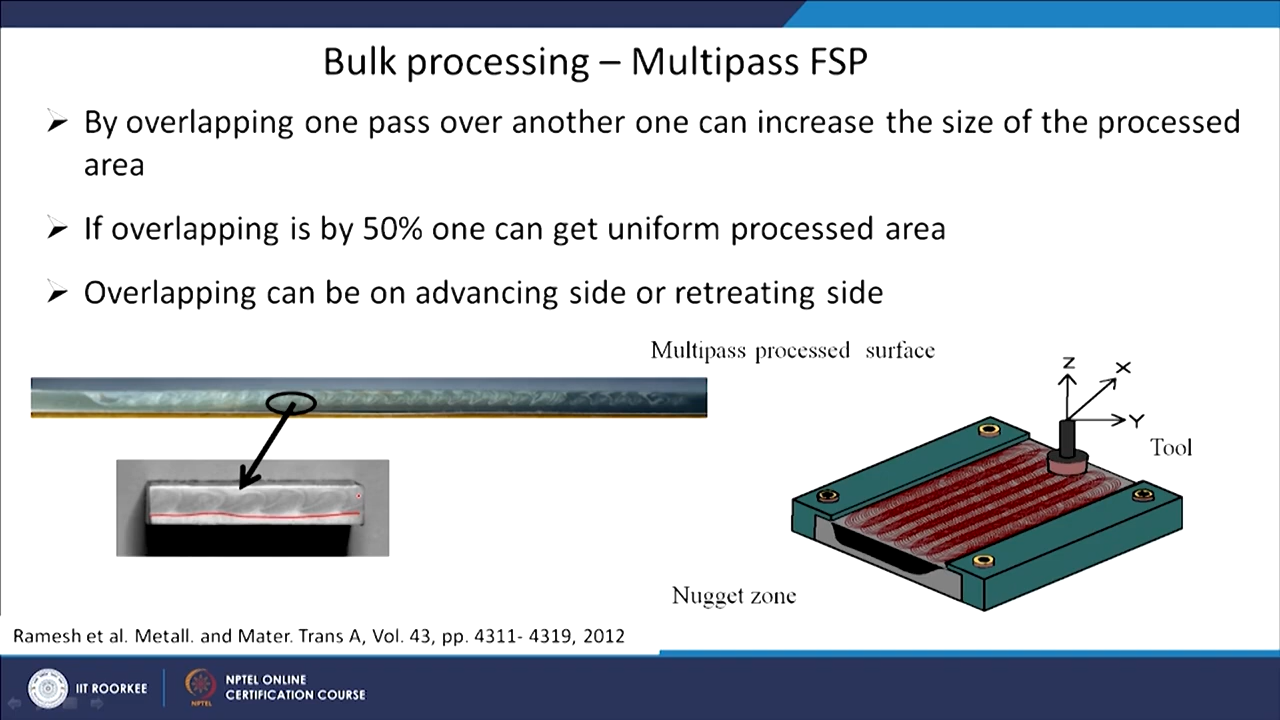 Bulk processing – Multipass FSP
➢ By overlapping one pass over another one can increase the size of the processed
area
➢ If overlapping is by 50% one can get uniform processed area
➢ Overlapping can be on advancing side or retreating side
Multipass processed surface
Z
X
Y
Tool
Nugget zone
Ramesh et al. Metall. and Mater. Trans A, Vol. 43, pp. 4311- 4319, 2012
IIT ROORKEE
NPTEL ONLINE
CERTIFICATION COURSE
NPTEL